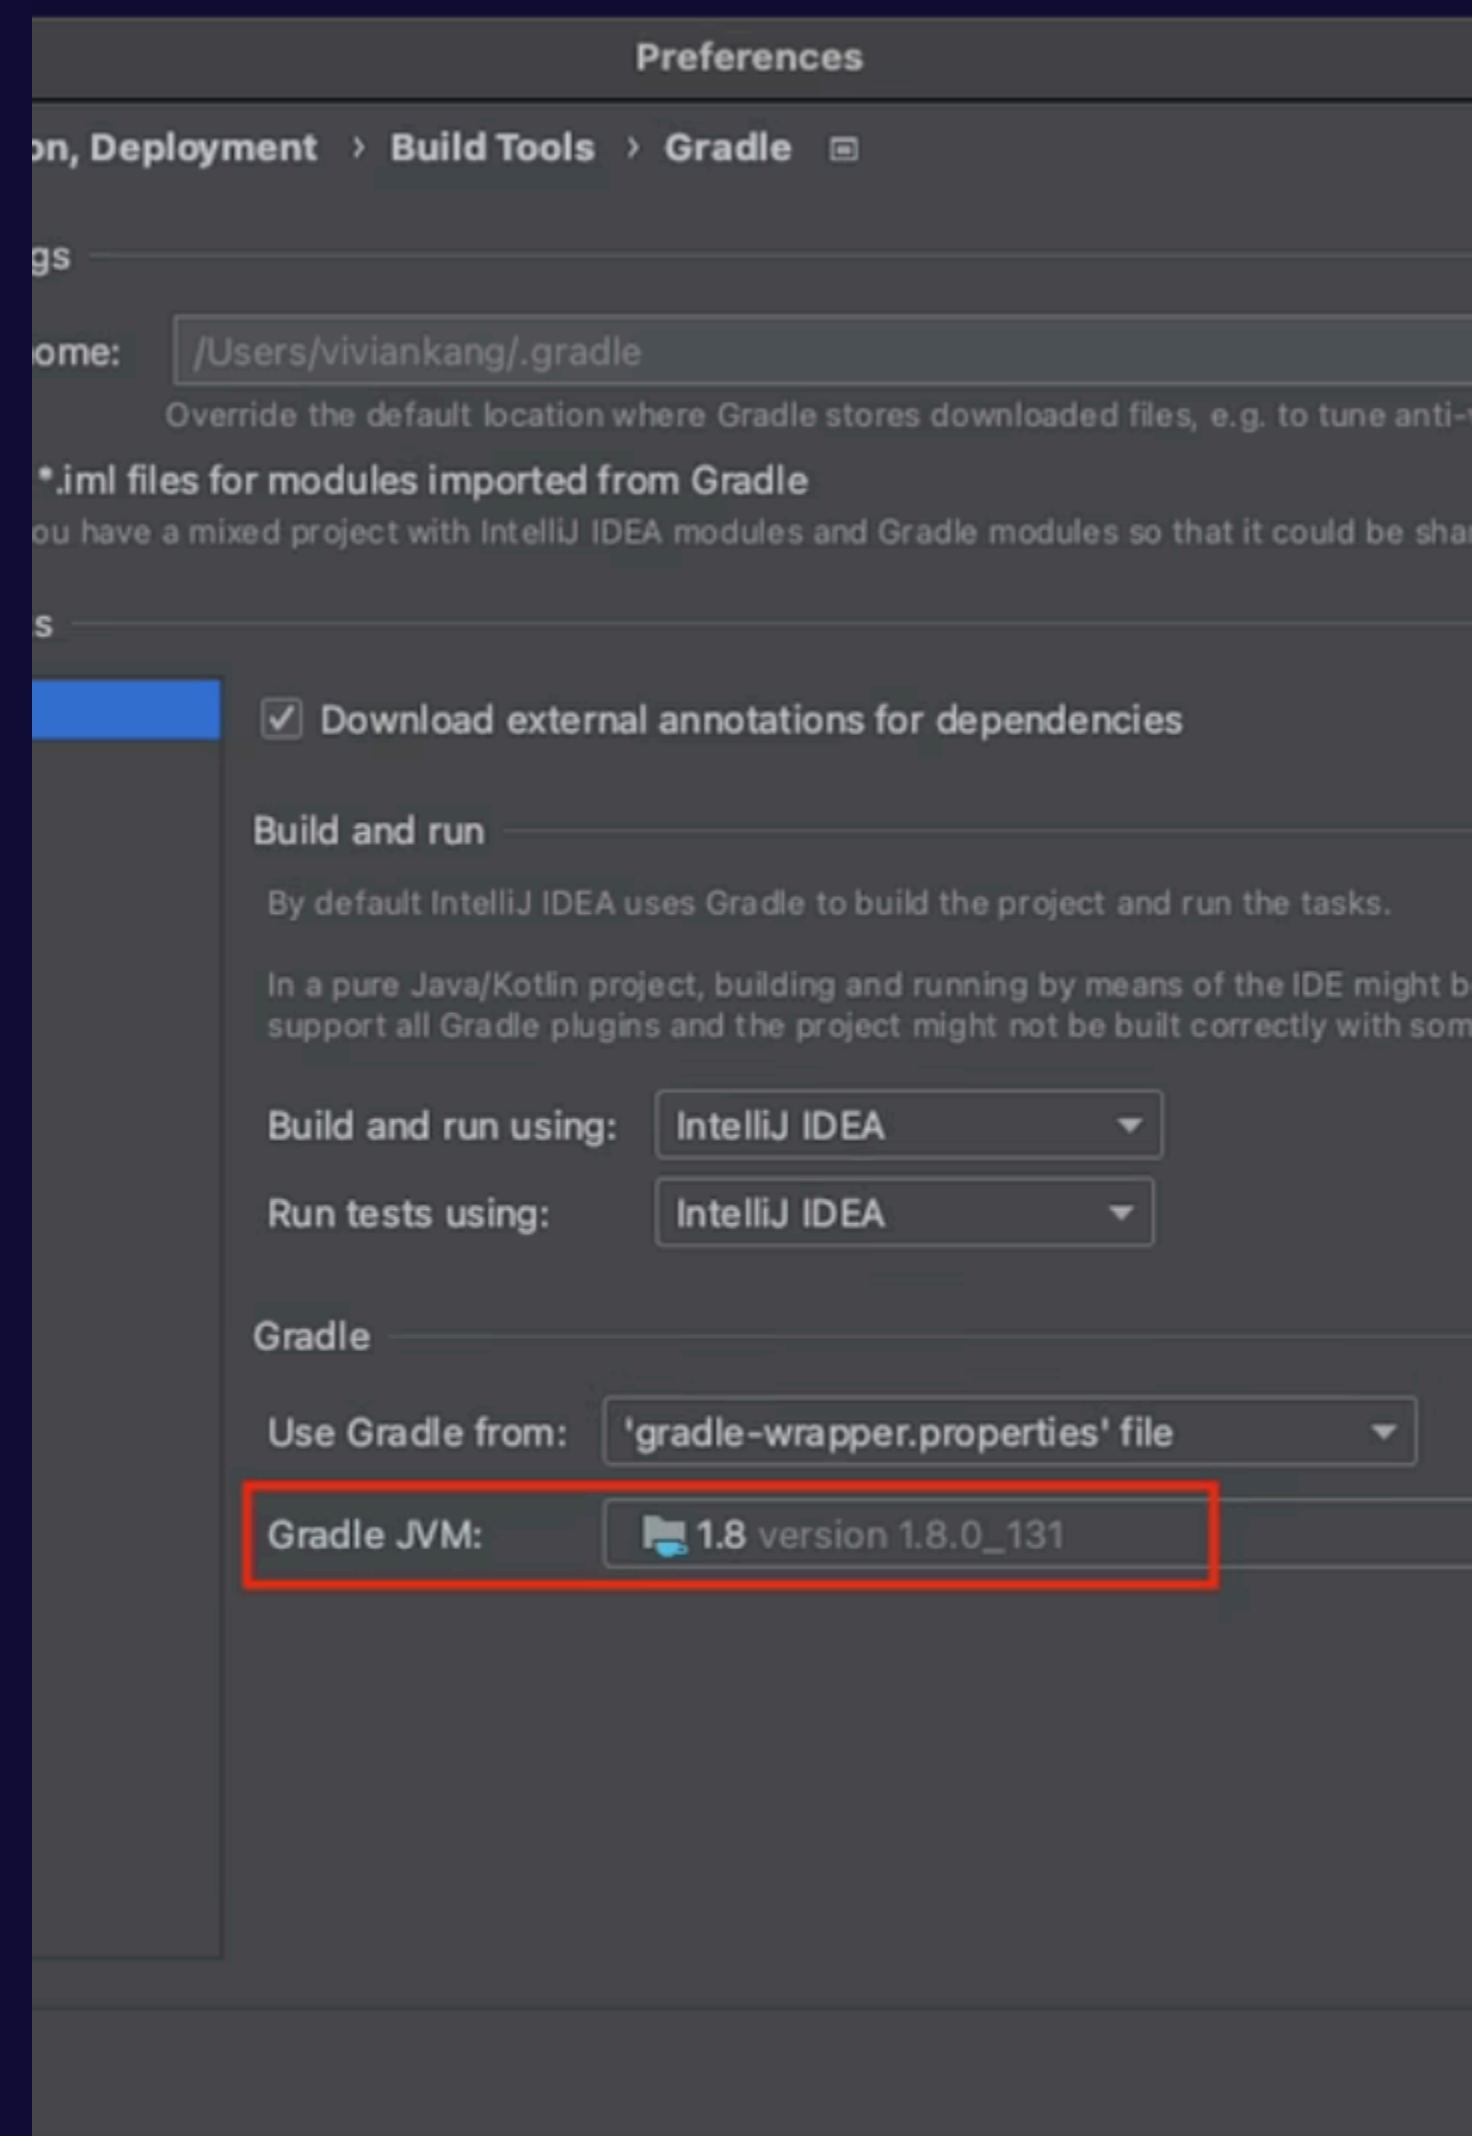 Preferences
on, Deployment › Build Tools › Gradle
gs
ome: /Users/viviankang/.gradle
Override the default location where Gradle stores downloaded files, e.g. to tune anti-
*.iml files for modules imported from Gradle
ou have a mixed project with IntelliJ IDEA modules and Gradle modules so that it could be shar
s
Download external annotations for dependencies
Build and run
By default IntelliJ IDEA uses Gradle to build the project and run the tasks.
In a pure Java/Kotlin project, building and running by means of the IDE might b
support all Gradle plugins and the project might not be built correctly with som
Build and run using: IntelliJ IDEA
Run tests using: IntelliJ IDEA
Gradle
Use Gradle from: 'gradle-wrapper.properties' file
Gradle JVM: 1.8 version 1.8.0_131